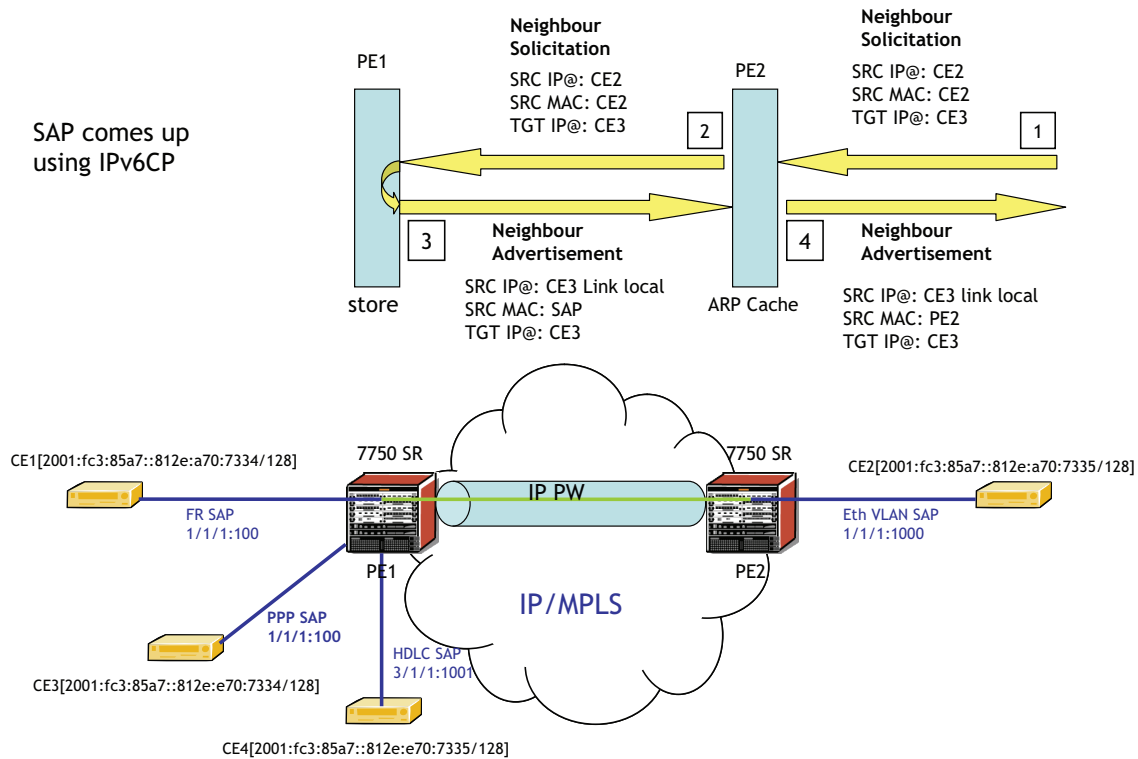 Neighbour
Solicitation
SRC IP@: CE2
SRC MAC: CE2
TGT IP@: CE3
Neighbour
Solicitation
SRC IP@: CE2
SRC MAC: CE2
TGT IP@: CE3
PE1
PE2
SAP comes up
using IPv6CP
2
1
3
Neighbour
Advertisement
4
Neighbour
Advertisement
SRC IP@: CE3 Link local
SRC MAC: SAP
TGT IP@: CE3
SRC IP@: CE3 link local
SRC MAC: PE2
TGT IP@: CE3
store
ARP Cache
7750 SR
7750 SR
CE1[2001:fc3:85a7::812e:a70:7334/128]
CE2[2001:fc3:85a7::812e:a70:7335/128]
IP PW
FR SAP
1/1/1:100
Eth VLAN SAP
1/1/1:1000
PE1
PE2
IP/MPLS
PPP SAP
1/1/1:100
HDLC SAP
3/1/1:1001
CE3[2001:fc3:85a7::812e:e70:7334/128]
CE4[2001:fc3:85a7::812e:e70:7335/128]